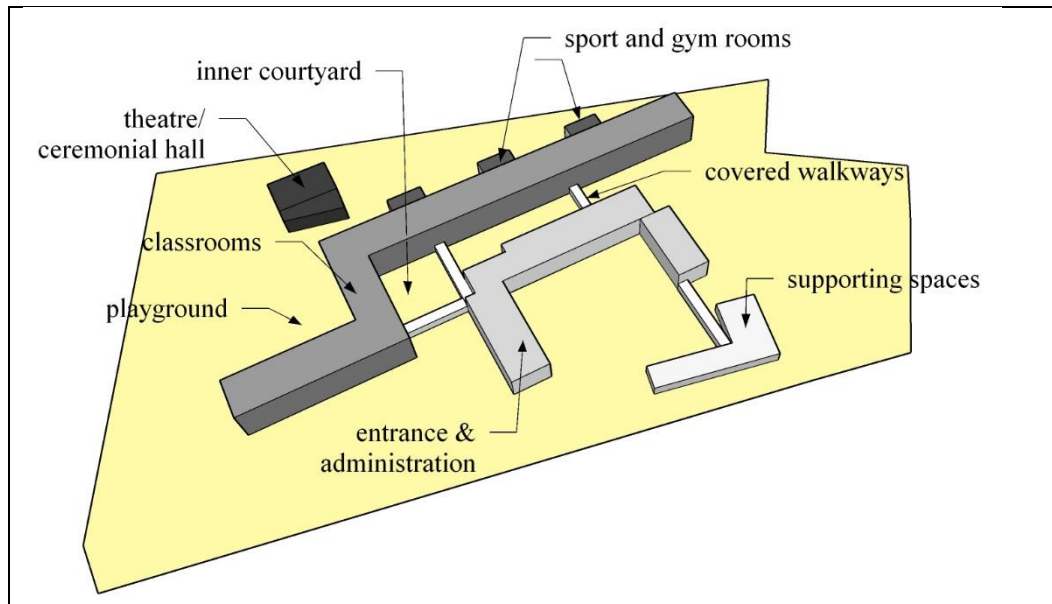 sport and gym rooms
inner courtyard
theatre/
ceremonial hall
covered walkways
classrooms
supporting spaces
playground
entrance &
administration